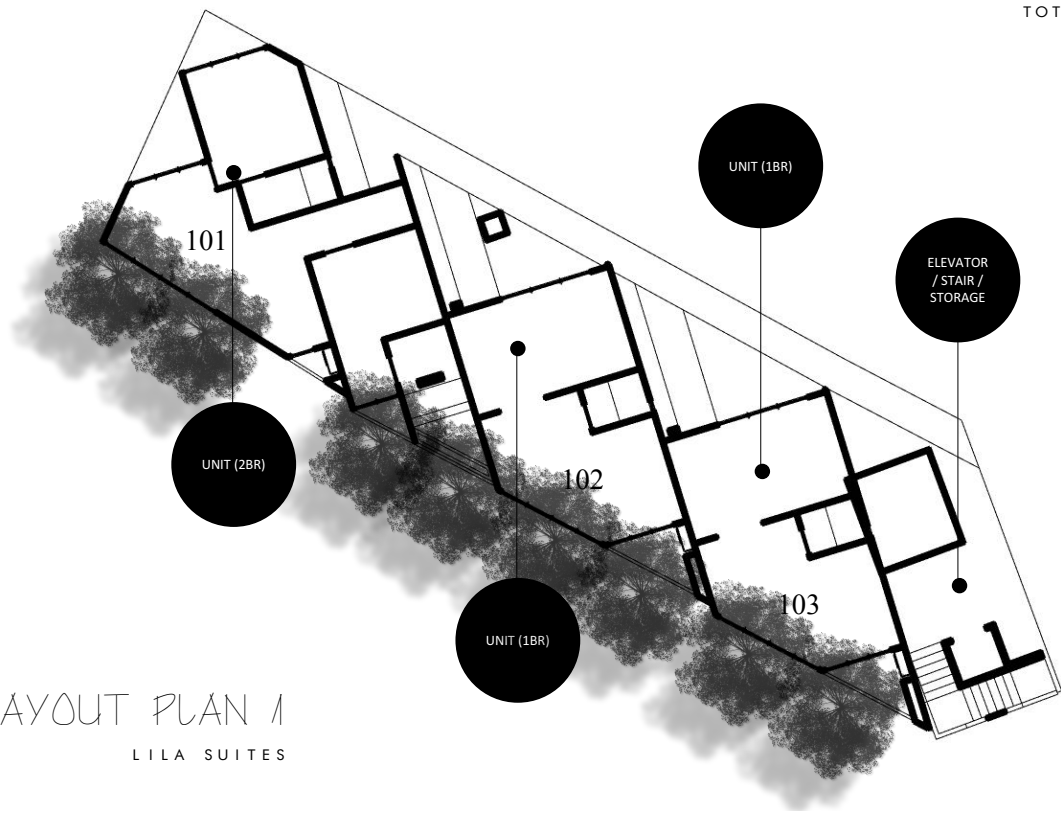 TOT
UNIT (1BR)
ELEVATOR
/ STAIR /
STORAGE
101
UNIT (2BR)
102
103
UNIT (1BR)
AYOUT PLAN 1
LILA SUITES